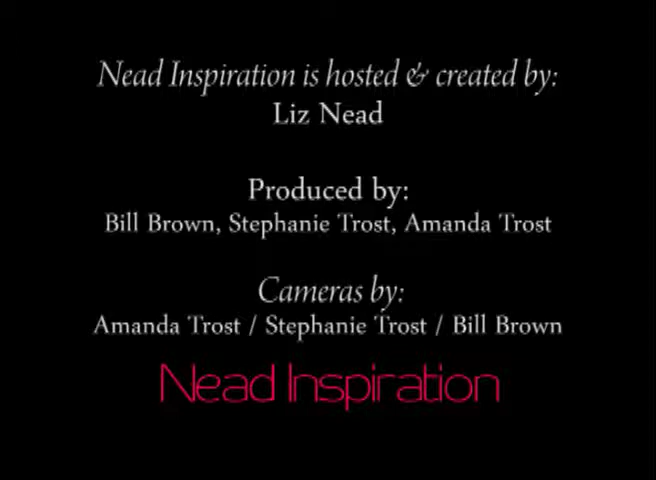 Nead Inspiration is hosted & created by:
Liz Nead
Produced by:
Bill Brown, Stephanie Trost, Amanda Trost
Cameras by:
Amanda Trost / Stephanie Trost / Bill Brown
Nead Inspiration